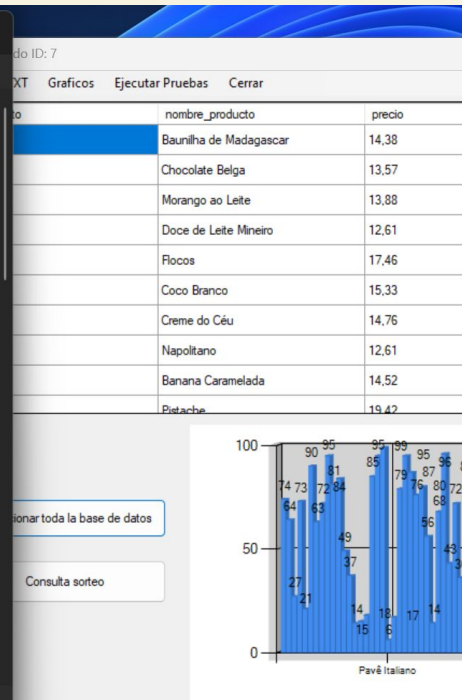 do ID: 7
XT Graficos Ejecutar Pruebas Cerrar
to nombre_producto precio
Baunilha de Madagascar 14,38
Chocolate Belga 13,57
Morango ao Leite 13,88
Doce de Leite Mineiro 12,61
Flocos 17,46
Coco Branco 15,33
Creme do Céu 14,76
Napolitano 12,61
Banana Caramelada 14,52
Pistache 19,42
cionar toda la base de datos
Consulta sorteo
100
50
0
74 64 27 73 21 90 63 72 95 81 84 49 37 14 15 85 95 18 6 99 79 76 17 95 87 56 14 68 80 96 43 72
Pavê Italiano